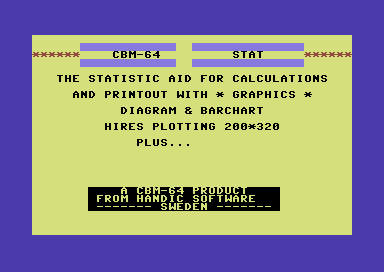 ****** CBM-64 STAT ******
THE STATISTIC AID FOR CALCULATIONS
AND PRINTOUT WITH * GRAPHICS *
DIAGRAM & BARCHART
HIRES PLOTTING 200*320
PLUS...
A CBM-64 PRODUCT
FROM HANDIC SOFTWARE
------- SWEDEN -------